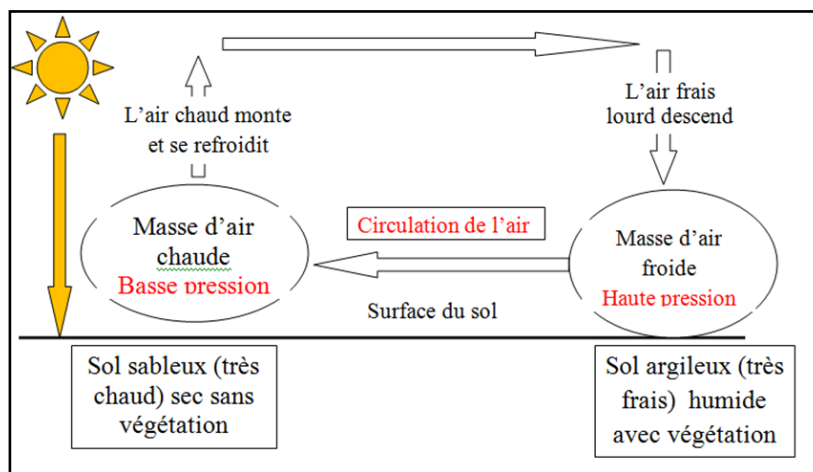 L'air chaud monte
et se refroidit
L'air frais
lourd descend
Masse d'air
chaude
Basse pression
Circulation de l'air
Masse d'air
froide
Haute pression
Surface du sol
Sol sableux (très
chaud) sec sans
végétation
Sol argileux (très
frais) humide
avec végétation